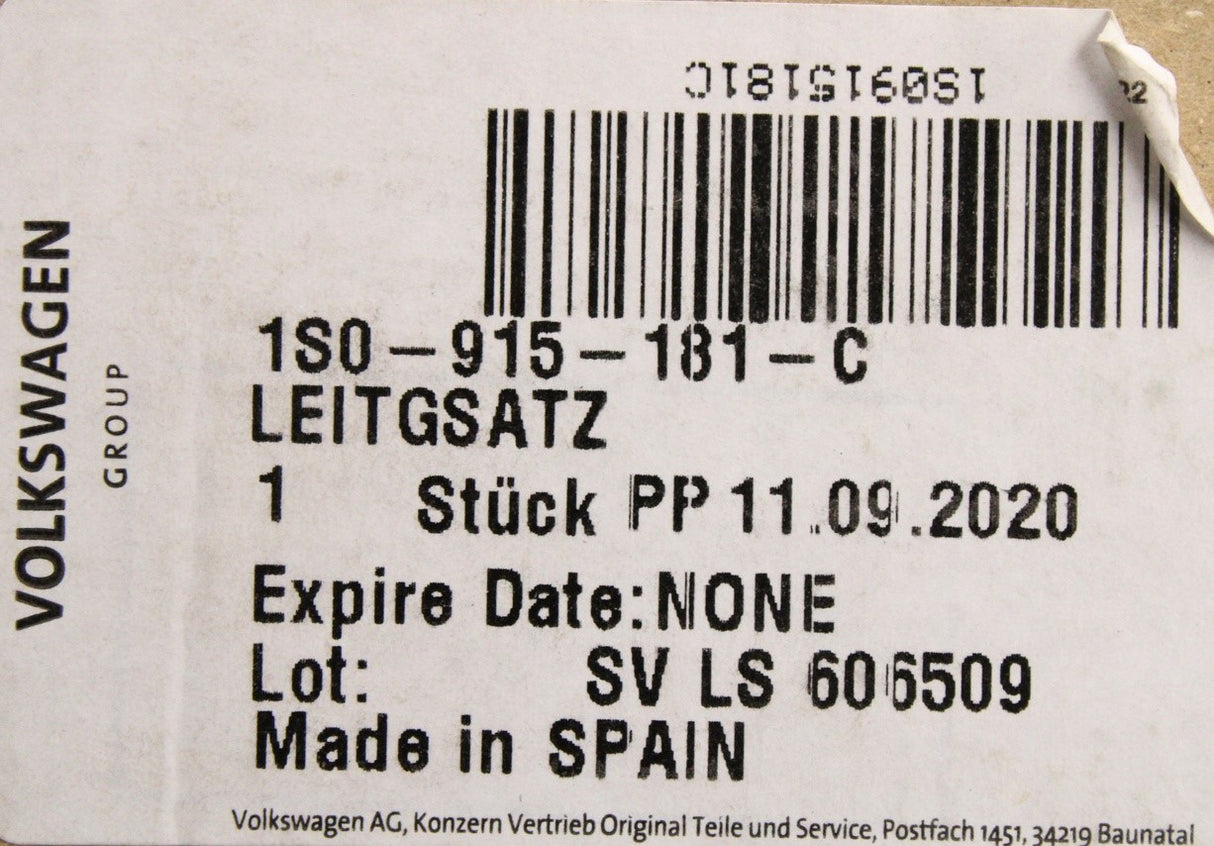 1S0915181C
22
1S0-915-181-C
LEITGSATZ
1 Stück PP 11.09.2020
Expire Date:NONE
Lot: SV LS 606509
Made in SPAIN
VOLKSWAGEN
GROUP
Volkswagen AG, Konzern Vertrieb Original Teile und Service, Postfach 1451, 34219 Baunatal